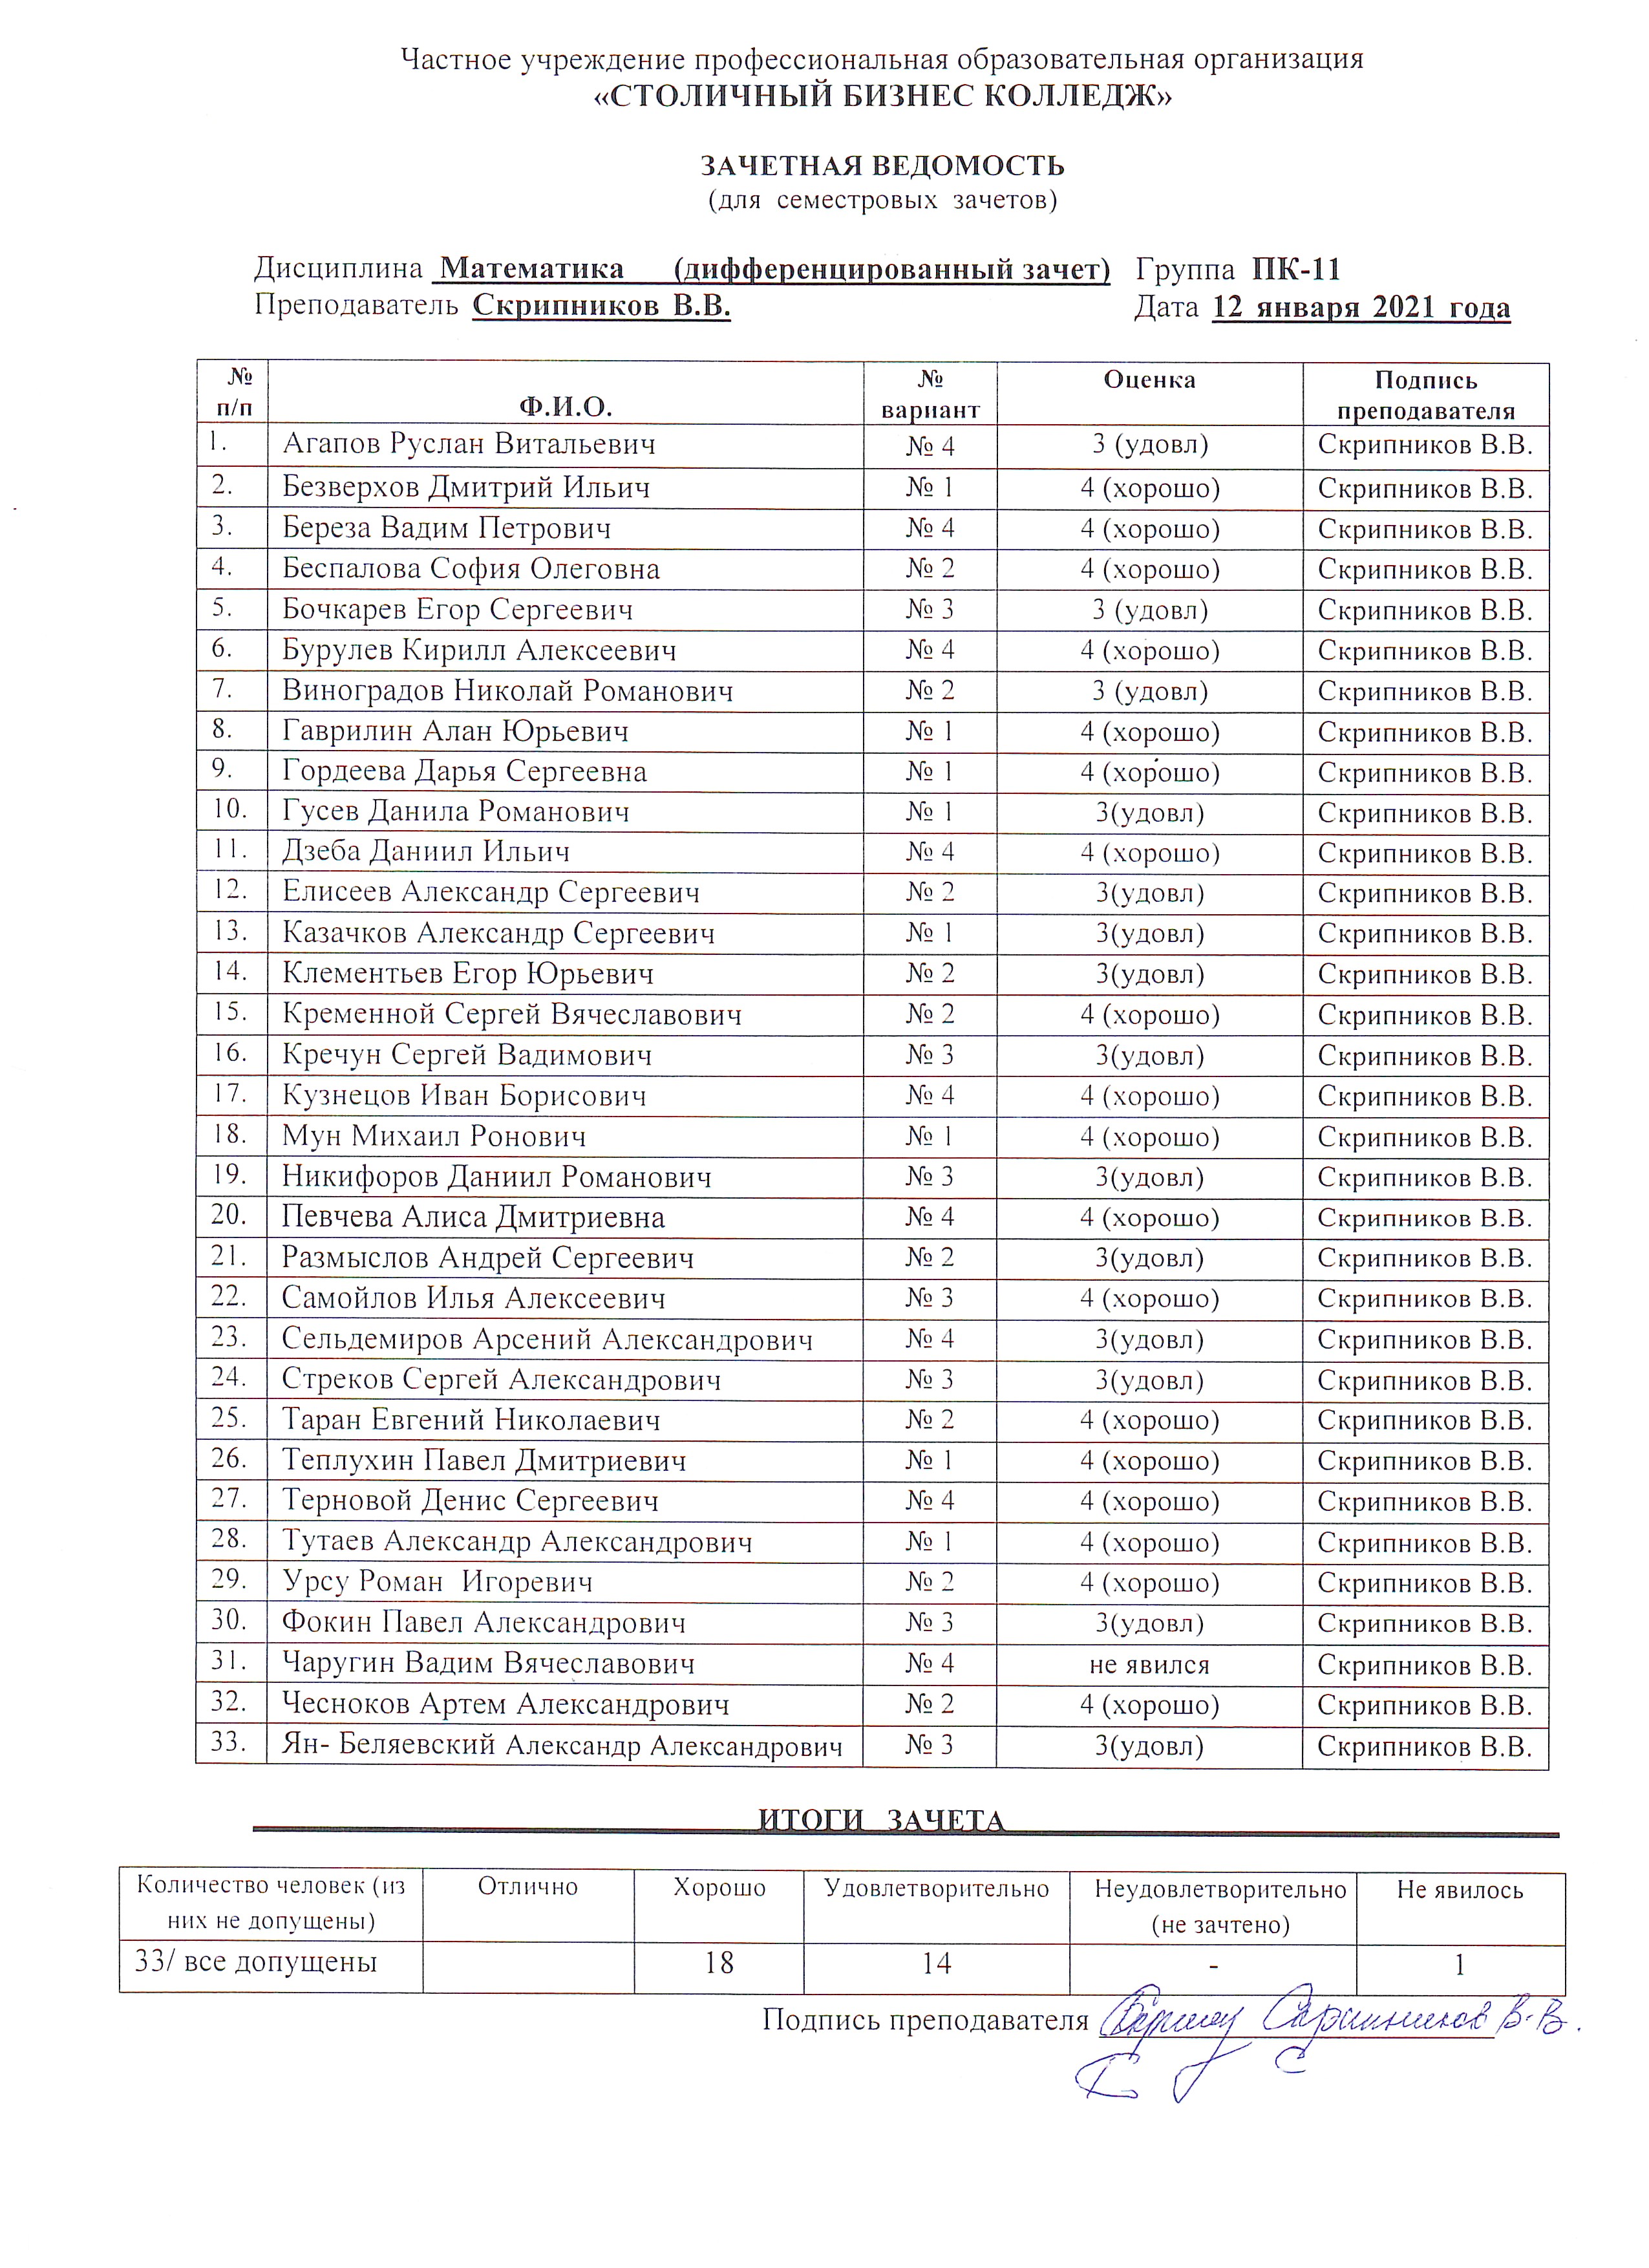 Частное учреждение профессиональная образовательная организация
«СТОЛИЧНЫЙ БИЗНЕС КОЛЛЕДЖ»
ЗАЧЕТНАЯ ВЕДОМОСТЬ
(для семестровых зачетов)
Дисциплина Математика (дифференцированный зачет) Группа ПК-11
Преподаватель Скрипников В.В. Дата 12 января 2021 года
№ п/п Ф.И.О. № вариант Оценка Подпись преподавателя
1. Агапов Руслан Витальевич № 4 3 (удовл) Скрипников В.В.
2. Безверхов Дмитрий Ильич № 1 4 (хорошо) Скрипников В.В.
3. Береза Вадим Петрович № 4 4 (хорошо) Скрипников В.В.
4. Беспалова София Олеговна № 2 4 (хорошо) Скрипников В.В.
5. Бочкарев Егор Сергеевич № 3 3 (удовл) Скрипников В.В.
6. Бурулев Кирилл Алексеевич № 4 4 (хорошо) Скрипников В.В.
7. Виноградов Николай Романович № 2 3 (удовл) Скрипников В.В.
8. Гаврилин Алан Юрьевич № 1 4 (хорошо) Скрипников В.В.
9. Гордеева Дарья Сергеевна № 1 4 (хорошо) Скрипников В.В.
10. Гусев Данила Романович № 1 3(удовл) Скрипников В.В.
11. Дзеба Даниил Ильич № 4 4 (хорошо) Скрипников В.В.
12. Елисеев Александр Сергеевич № 2 3(удовл) Скрипников В.В.
13. Казачков Александр Сергеевич № 1 3(удовл) Скрипников В.В.
14. Клементьев Егор Юрьевич № 2 3(удовл) Скрипников В.В.
15. Кременной Сергей Вячеславович № 2 4 (хорошо) Скрипников В.В.
16. Кречун Сергей Вадимович № 3 3(удовл) Скрипников В.В.
17. Кузнецов Иван Борисович № 4 4 (хорошо) Скрипников В.В.
18. Мун Михаил Ронович № 1 4 (хорошо) Скрипников В.В.
19. Никифоров Даниил Романович № 3 3(удовл) Скрипников В.В.
20. Певчева Алиса Дмитриевна № 4 4 (хорошо) Скрипников В.В.
21. Размыслов Андрей Сергеевич № 2 3(удовл) Скрипников В.В.
22. Самойлов Илья Алексеевич № 3 4 (хорошо) Скрипников В.В.
23. Сельдемиров Арсений Александрович № 4 3(удовл) Скрипников В.В.
24. Стреков Сергей Александрович № 3 3(удовл) Скрипников В.В.
25. Таран Евгений Николаевич № 2 4 (хорошо) Скрипников В.В.
26. Теплухин Павел Дмитриевич № 1 4 (хорошо) Скрипников В.В.
27. Терновой Денис Сергеевич № 4 4 (хорошо) Скрипников В.В.
28. Тутаев Александр Александрович № 1 4 (хорошо) Скрипников В.В.
29. Урсу Роман Игоревич № 2 4 (хорошо) Скрипников В.В.
30. Фокин Павел Александрович № 3 3(удовл) Скрипников В.В.
31. Чаругин Вадим Вячеславович № 4 не явился Скрипников В.В.
32. Чесноков Артем Александрович № 2 4 (хорошо) Скрипников В.В.
33. Ян- Беляевский Александр Александрович № 3 3(удовл) Скрипников В.В.
ИТОГИ ЗАЧЕТА
Количество человек (из них не допущены) Отлично Хорошо Удовлетворительно Неудовлетворительно (не зачтено) Не явилось
33/ все допущены 18 14 - 1
Подпись преподавателя Скрипников В.В.